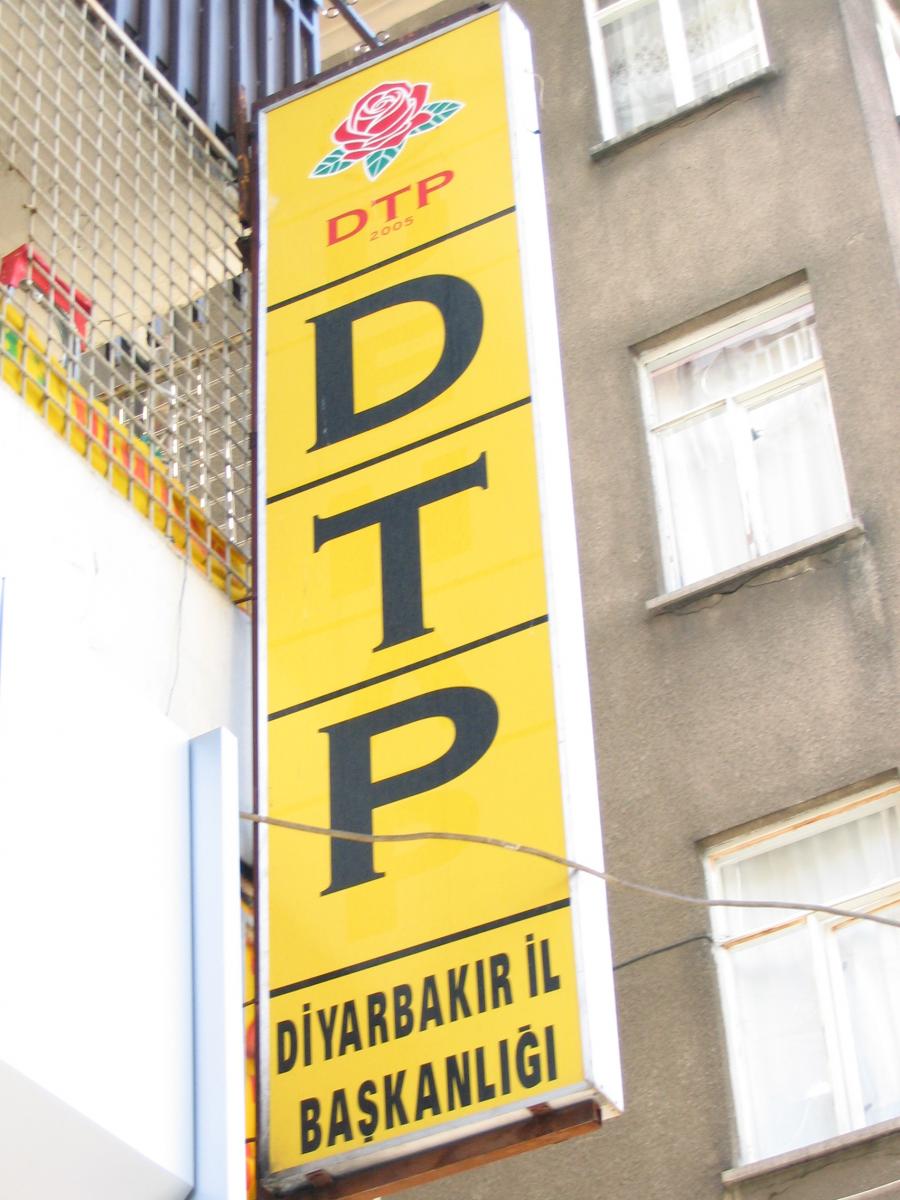 DTP
2005
D
T
P
DİYARBAKIR İL
BAŞKANLIĞI